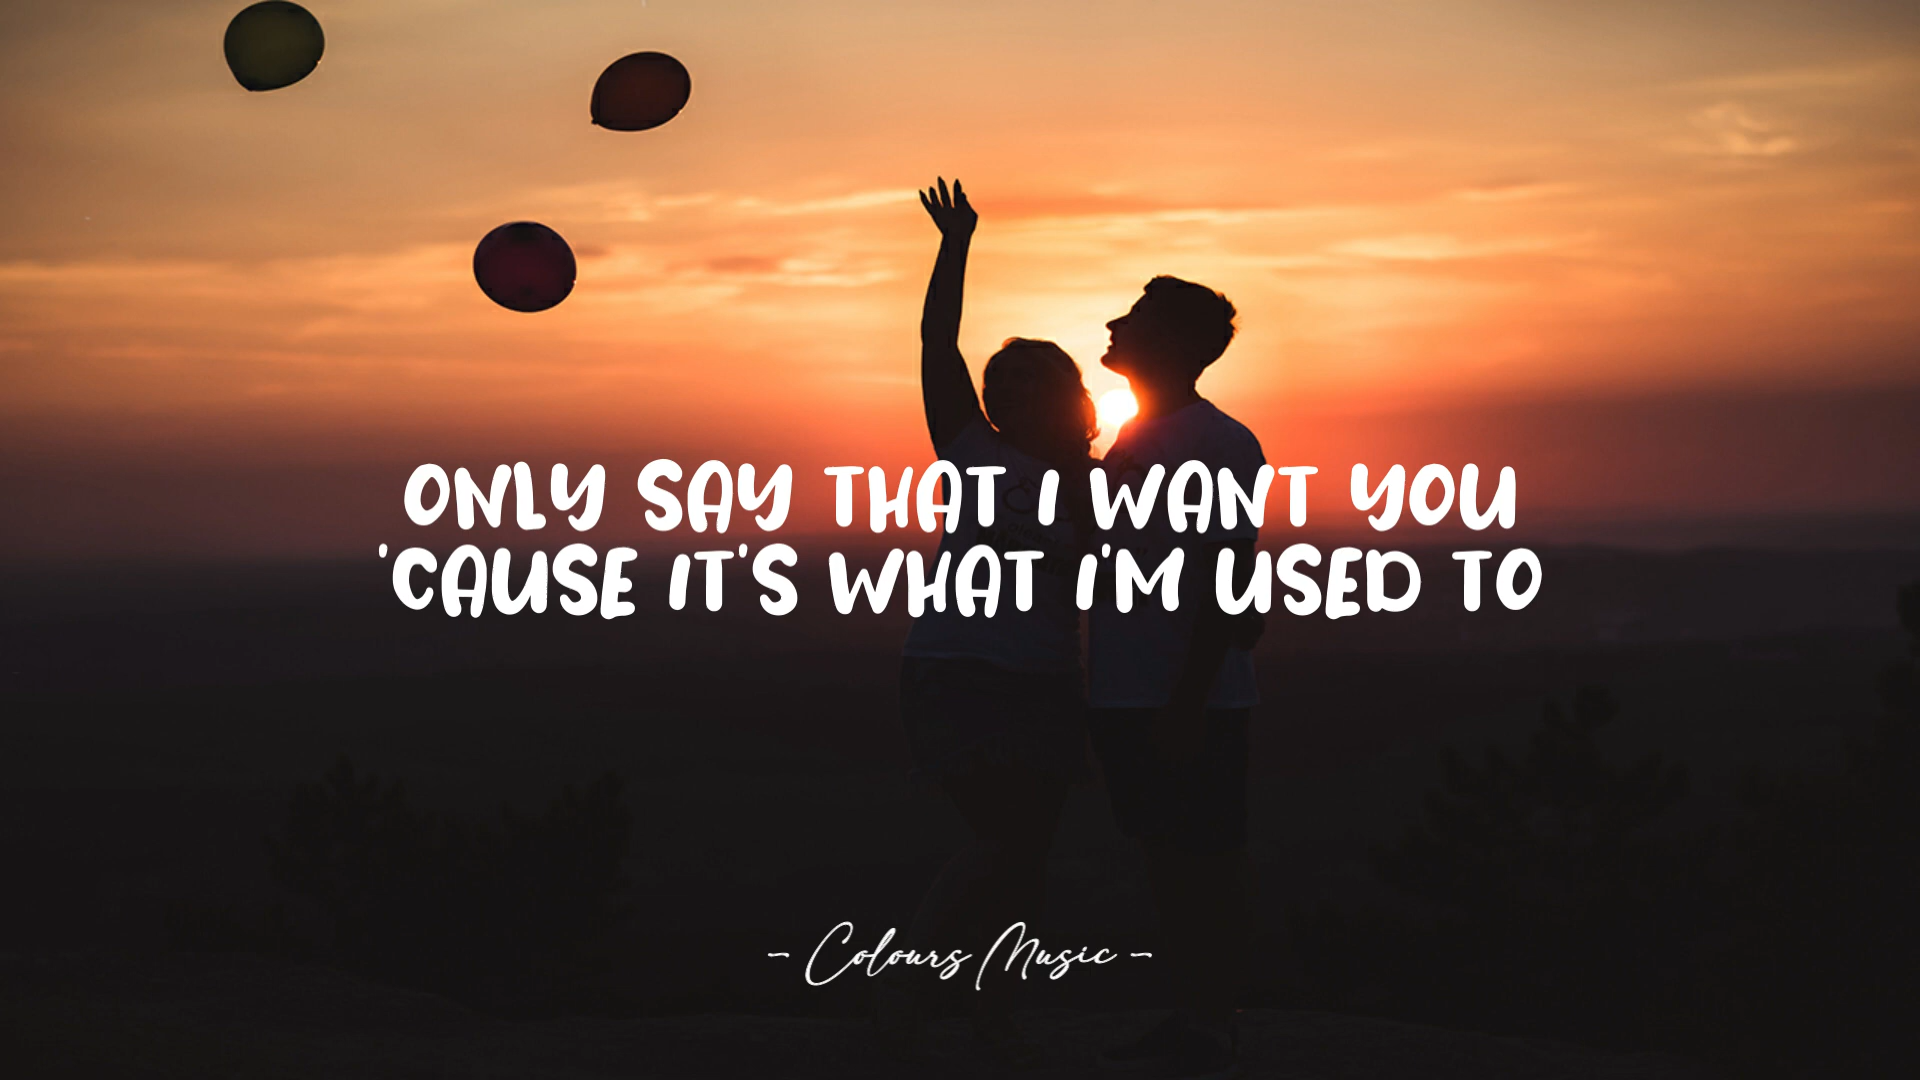 ONLY SAY THAT I WANT YOU
'CAUSE IT'S WHAT I'M USED TO
- Colours Music -